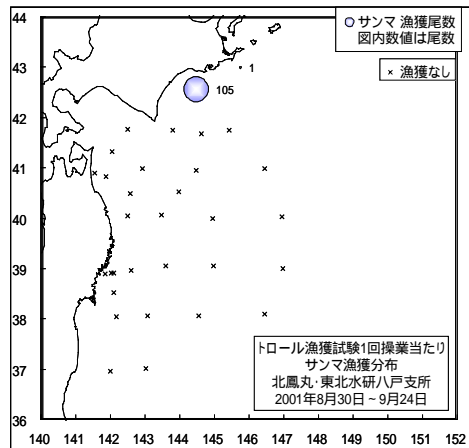 サンマ 漁獲尾数
図内数値は尾数
× 漁獲なし
44
43
42
41
40
39
38
37
36
1
105
トロール漁獲試験1回操業当たり
サンマ漁獲分布
北鳳丸･東北水研八戸支所
2001年8月30日～9月24日
140 141 142 143 144 145 146 147 148 149 150 151 152